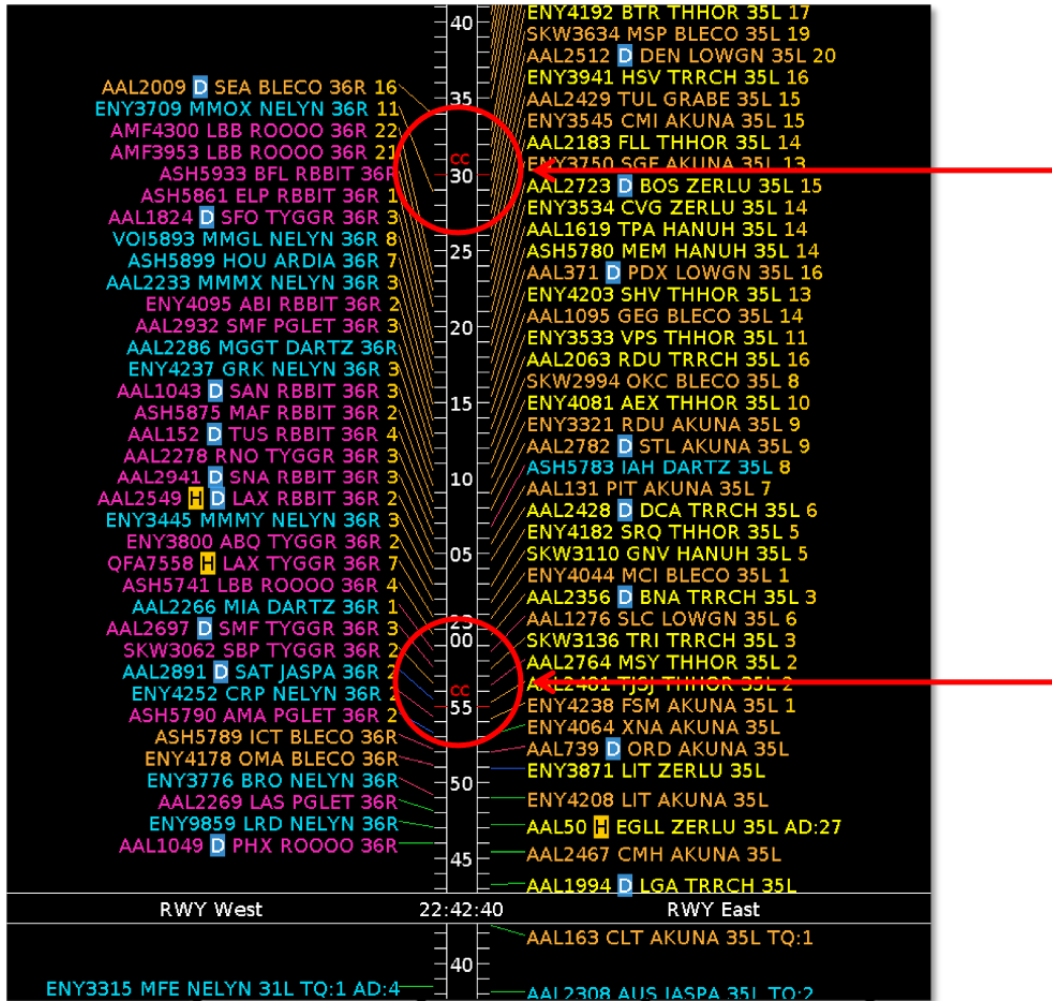 AAL2009 D SEA BLECO 36R 16
ENY3709 MMOX NELYN 36R 11
AMF4300 LBB ROOOO 36R 22
AMF3953 LBB ROOOO 36R 21
ASH5933 BFL RBBIT 36R
ASH5861 ELP RBBIT 36R 1
AAL1824 D SFO TYGGR 36R 3
VOI5893 MMGL NELYN 36R 8
ASH5899 HOU ARDIA 36R 7
AAL2233 MMMX NELYN 36R 3
ENY4095 ABI RBBIT 36R 2
AAL2932 SMF PGLET 36R 3
AAL2286 MGGT DARTZ 36R
ENY4237 GRK NELYN 36R 3
AAL1043 D SAN RBBIT 36R 3
ASH5875 MAF RBBIT 36R 2
AAL152 D TUS RBBIT 36R 4
AAL2278 RNO TYGGR 36R 3
AAL2941 D SNA RBBIT 36R 3
AAL2549 H D LAX RBBIT 36R 2
ENY3445 MMMY NELYN 36R 3
ENY3800 ABQ TYGGR 36R 2
QFA7558 H LAX TYGGR 36R 7
ASH5741 LBB ROOOO 36R 4
AAL2266 MIA DARTZ 36R 1
AAL2697 D SMF TYGGR 36R 3
SKW3062 SBP TYGGR 36R 2
AAL2891 D SAT JASPA 36R 2
ENY4252 CRP NELYN 36R 2
ASH5790 AMA PGLET 36R 2
ASH5789 ICT BLECO 36R
ENY4178 OMA BLECO 36R
ENY3776 BRO NELYN 36R
AAL2269 LAS PGLET 36R
ENY9859 LRD NELYN 36R
AAL1049 D PHX ROOOO 36R
40
35
CC
30
25
20
15
10
05
23
00
CC
55
50
45
ENY4192 BTR THHOR 35L 17
SKW3634 MSP BLECO 35L 19
AAL2512 D DEN LOWGN 35L 20
ENY3941 HSV TRRCH 35L 16
AAL2429 TUL GRABE 35L 15
ENY3545 CMI AKUNA 35L 15
AAL2183 FLL THHOR 35L 14
ENY3750 SGF AKUNA 35L 13
AAL2723 D BOS ZERLU 35L 15
ENY3534 CVG ZERLU 35L 14
AAL1619 TPA HANUH 35L 14
ASH5780 MEM HANUH 35L 14
AAL371 D PDX LOWGN 35L 16
ENY4203 SHV THHOR 35L 13
AAL1095 GEG BLECO 35L 14
ENY3533 VPS THHOR 35L 11
AAL2063 RDU TRRCH 35L 16
SKW2994 OKC BLECO 35L 8
ENY4081 AEX THHOR 35L 10
ENY3321 RDU AKUNA 35L 9
AAL2782 D STL AKUNA 35L 9
ASH5783 IAH DARTZ 35L 8
AAL131 PIT AKUNA 35L 7
AAL2428 D DCA TRRCH 35L 6
ENY4182 SRQ THHOR 35L 5
SKW3110 GNV HANUH 35L 5
ENY4044 MCI BLECO 35L 1
AAL2356 D BNA TRRCH 35L 3
AAL1276 SLC LOWGN 35L 6
SKW3136 TRI TRRCH 35L 3
AAL2764 MSY THHOR 35L 2
AAL2481 TJSJ THHOR 35L 2
ENY4238 FSM AKUNA 35L 1
ENY4064 XNA AKUNA 35L
AAL739 D ORD AKUNA 35L
ENY3871 LIT ZERLU 35L
ENY4208 LIT AKUNA 35L
AAL50 H EGLL ZERLU 35L AD:27
AAL2467 CMH AKUNA 35L
AAL1994 D LGA TRRCH 35L
RWY West 22:42:40 RWY East
AAL163 CLT AKUNA 35L TQ:1
40
ENY3315 MFE NELYN 31L TQ:1 AD:4
AAL2308 AUS JASPA 35L TQ:2